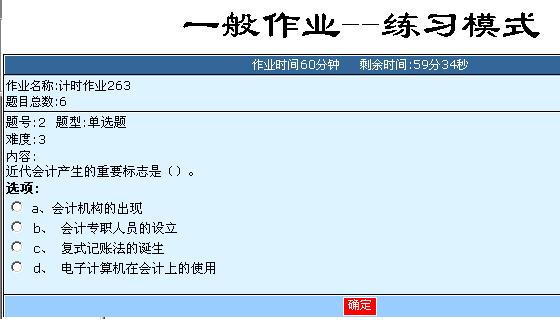 一般作业--练习模式
作业时间60分钟 剩余时间:59分34秒
作业名称:计时作业263
题目总数:6
题号:2 题型:单选题
难度:3
内容:
近代会计产生的重要标志是（）。
选项:
a、会计机构的出现
b、 会计专职人员的设立
c、 复式记账法的诞生
d、 电子计算机在会计上的使用
确定